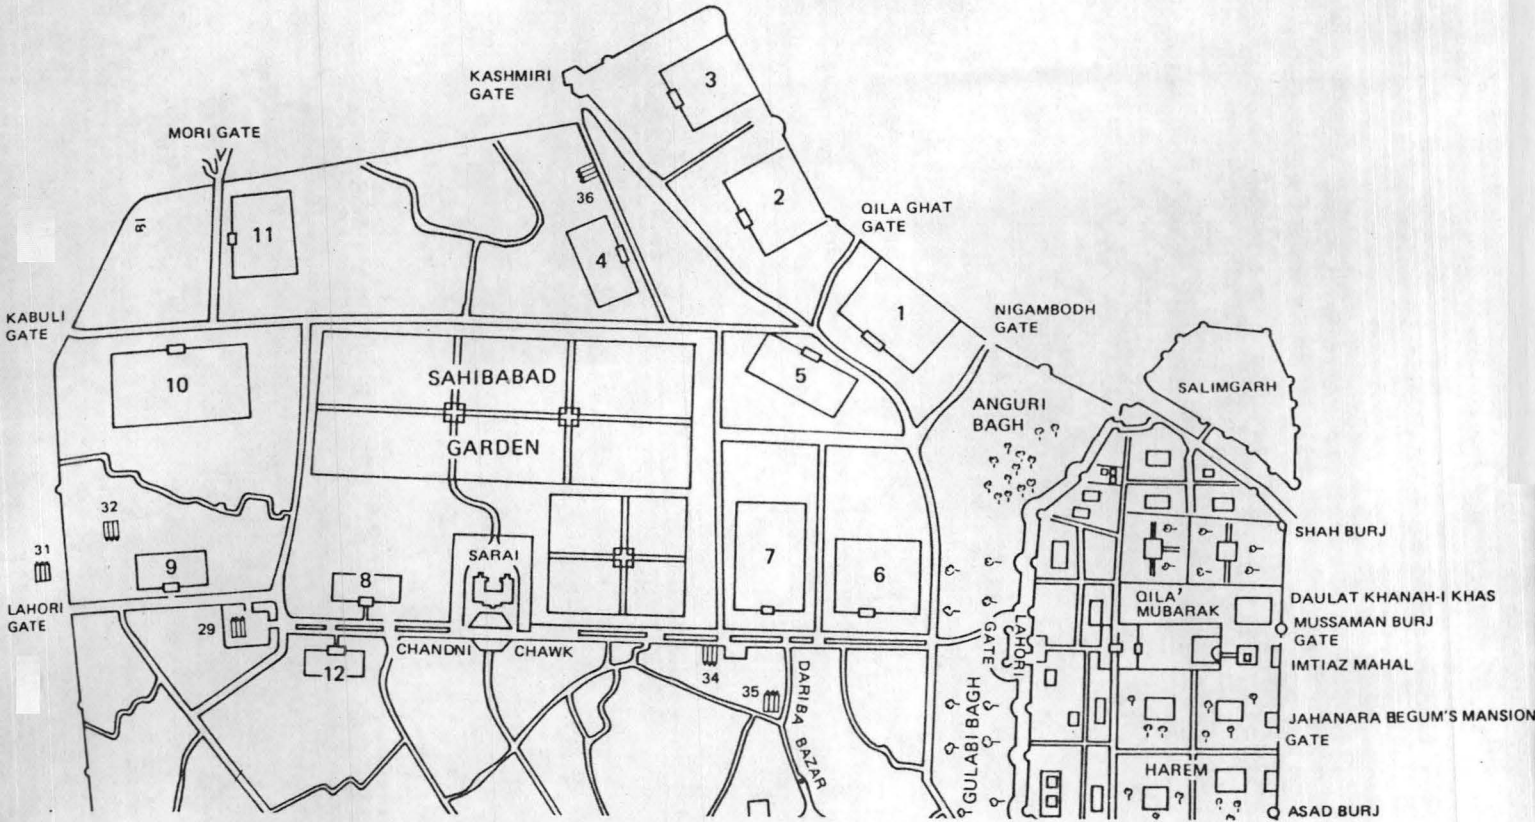 KASHMIRI
GATE
3
MORI GATE
36
2
QILA GHAT
GATE
18
11
4
KABULI
GATE
1
NIGAMBODH
GATE
10
SAHIBABAD
GARDEN
5
ANGURI
BAGH
SALIMGARH
32
31
9
8
SARAI
7
6
SHAH BURJ
LAHORI
GATE
29
12
CHANDNI CHAWK
34
35
DARIBA BAZAR
LAHORI
GATE
GULABI BAGH
QILA'
MUBARAK
DAULAT KHANAH-I KHAS
MUSSAMAN BURJ
GATE
IMTIAZ MAHAL
JAHANARA BEGUM'S MANSION
GATE
HAREM
ASAD BURJ